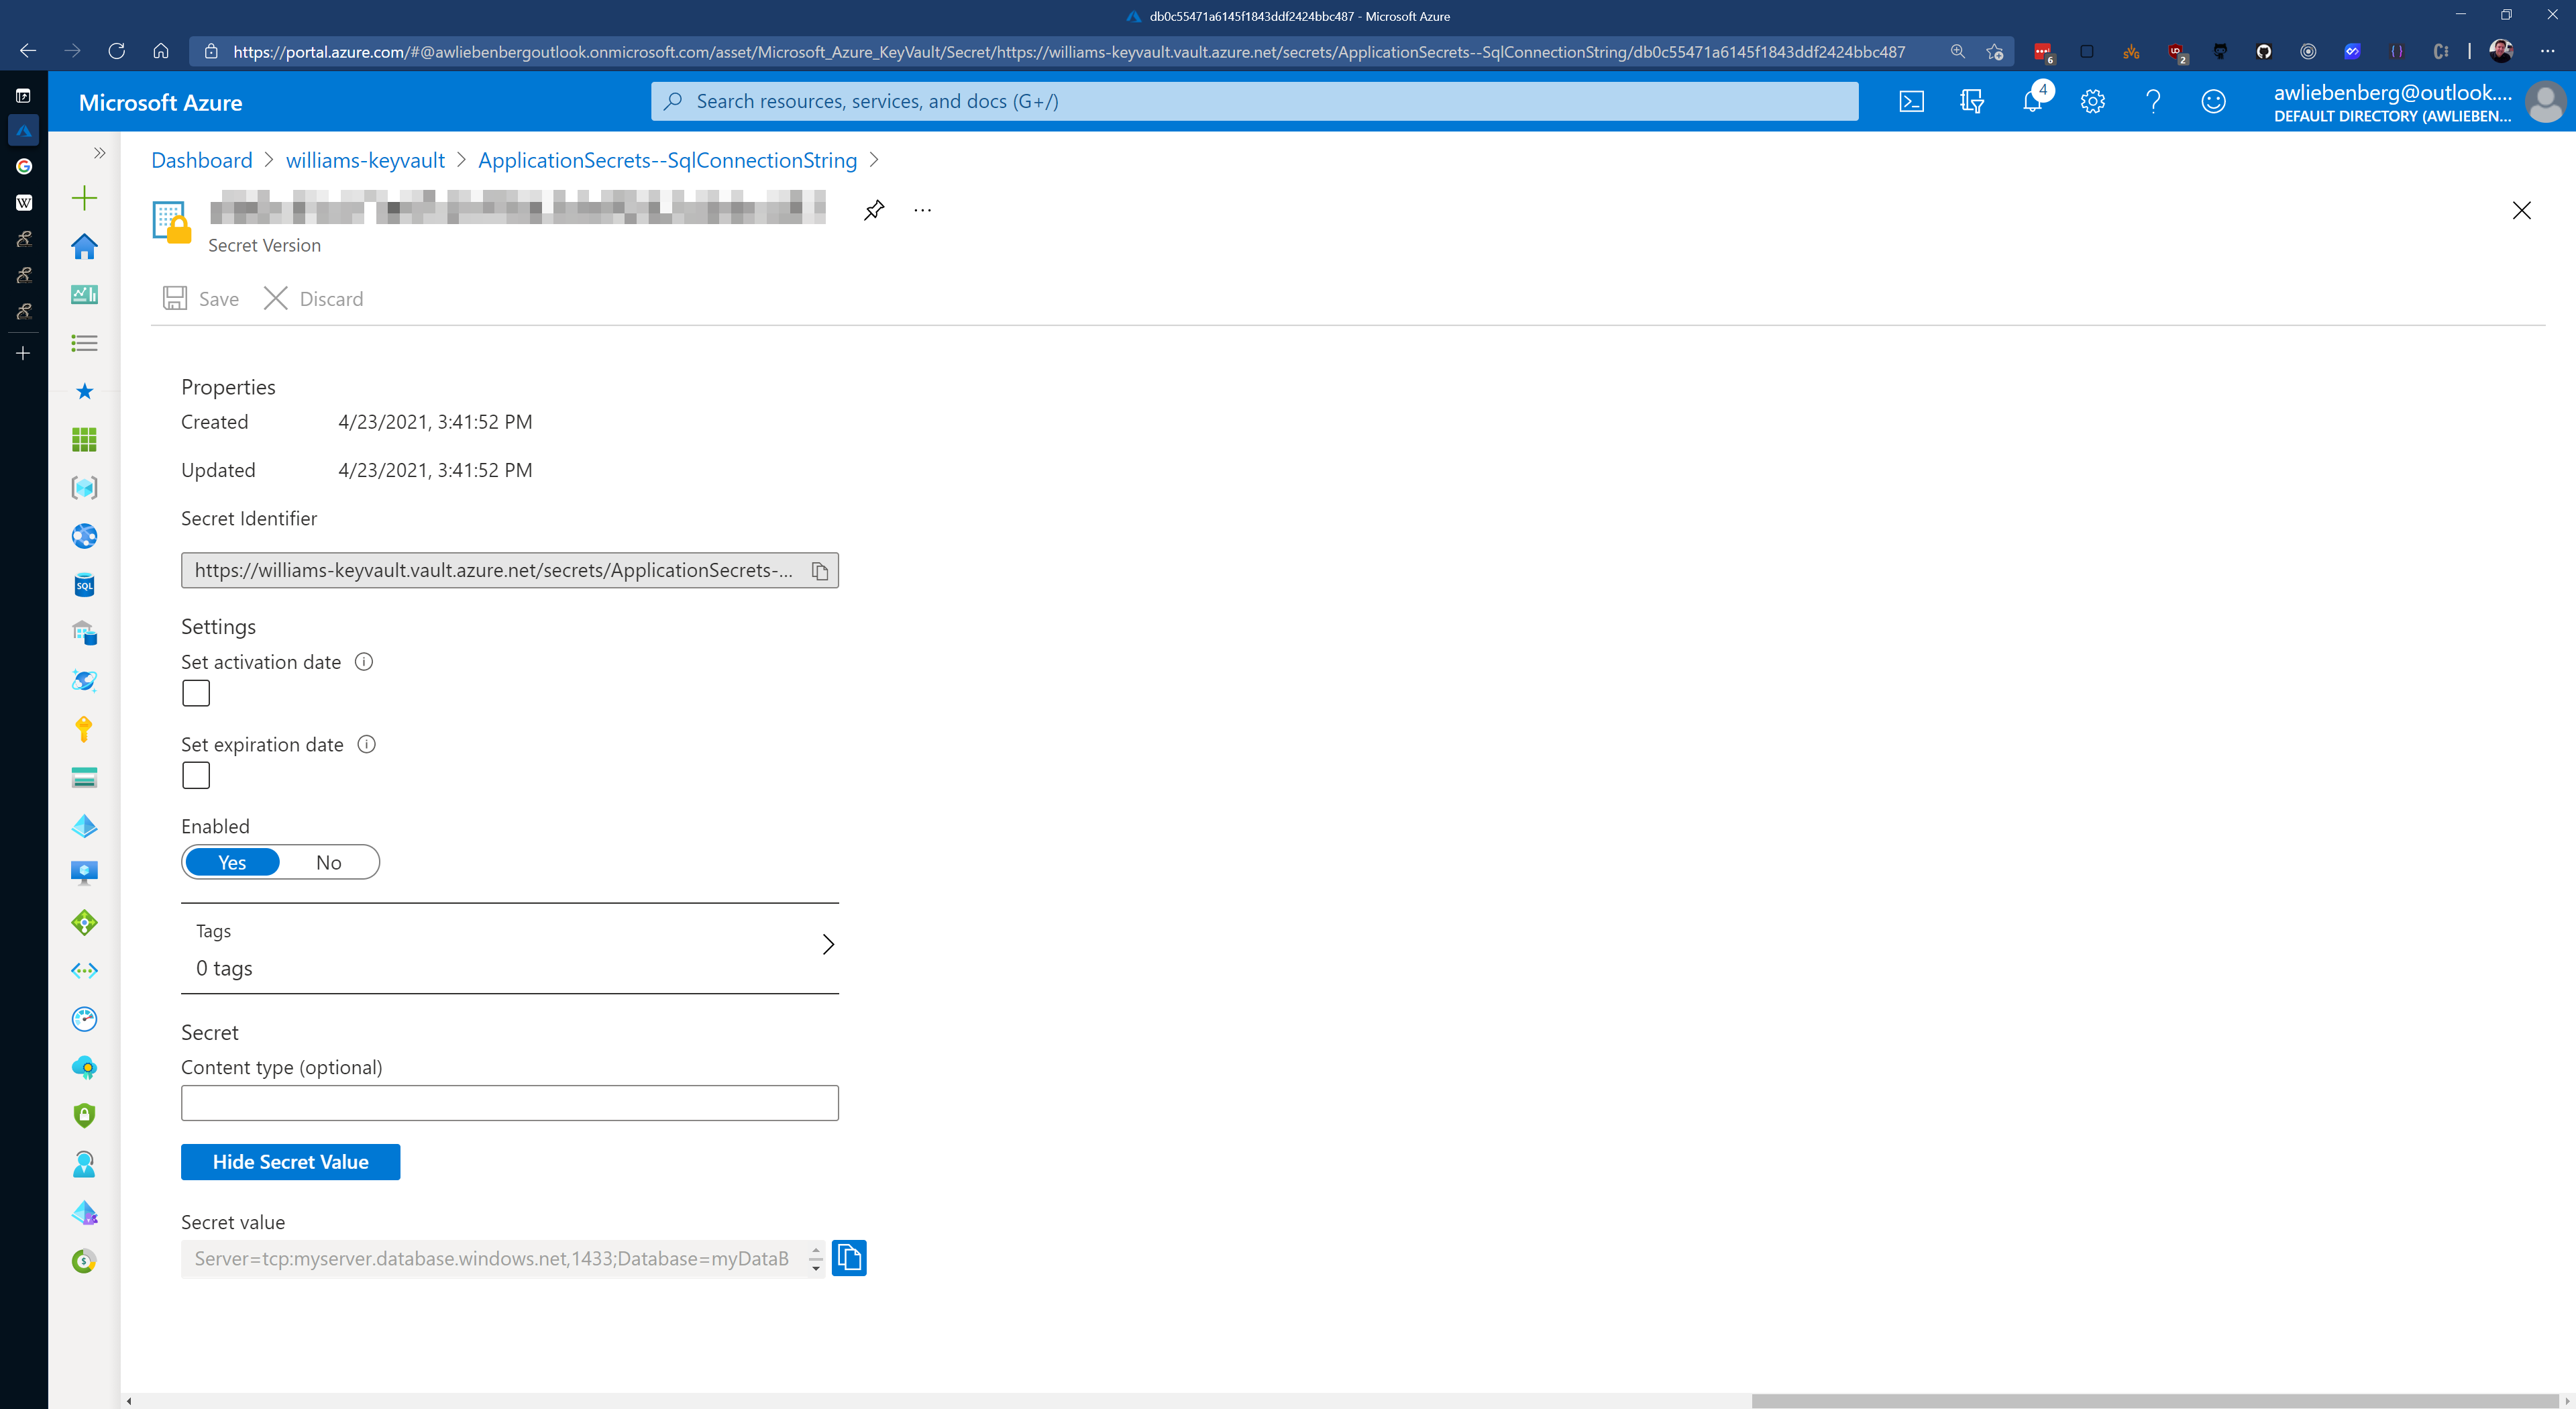 db0c55471a6145f1843ddf2424bbc487 - Microsoft Azure
https://portal.azure.com/#@awliebenbergoutlook.onmicrosoft.com/asset/Microsoft_Azure_KeyVault/Secret/https://williams-keyvault.vault.azure.net/secrets/ApplicationSecrets--SqlConnectionString/db0c55471a6145f1843ddf2424bbc487
6
2
Microsoft Azure
Search resources, services, and docs (G+/)
4
awliebenberg@outlook....
DEFAULT DIRECTORY (AWLIEBEN...
Dashboard > williams-keyvault > ApplicationSecrets--SqlConnectionString >
Secret Version
Save Discard
Properties
Created 4/23/2021, 3:41:52 PM
Updated 4/23/2021, 3:41:52 PM
Secret Identifier
https://williams-keyvault.vault.azure.net/secrets/ApplicationSecrets-...
Settings
Set activation date
Set expiration date
Enabled
Yes No
Tags
0 tags
Secret
Content type (optional)
Hide Secret Value
Secret value
Server=tcp:myserver.database.windows.net,1433;Database=myDataB